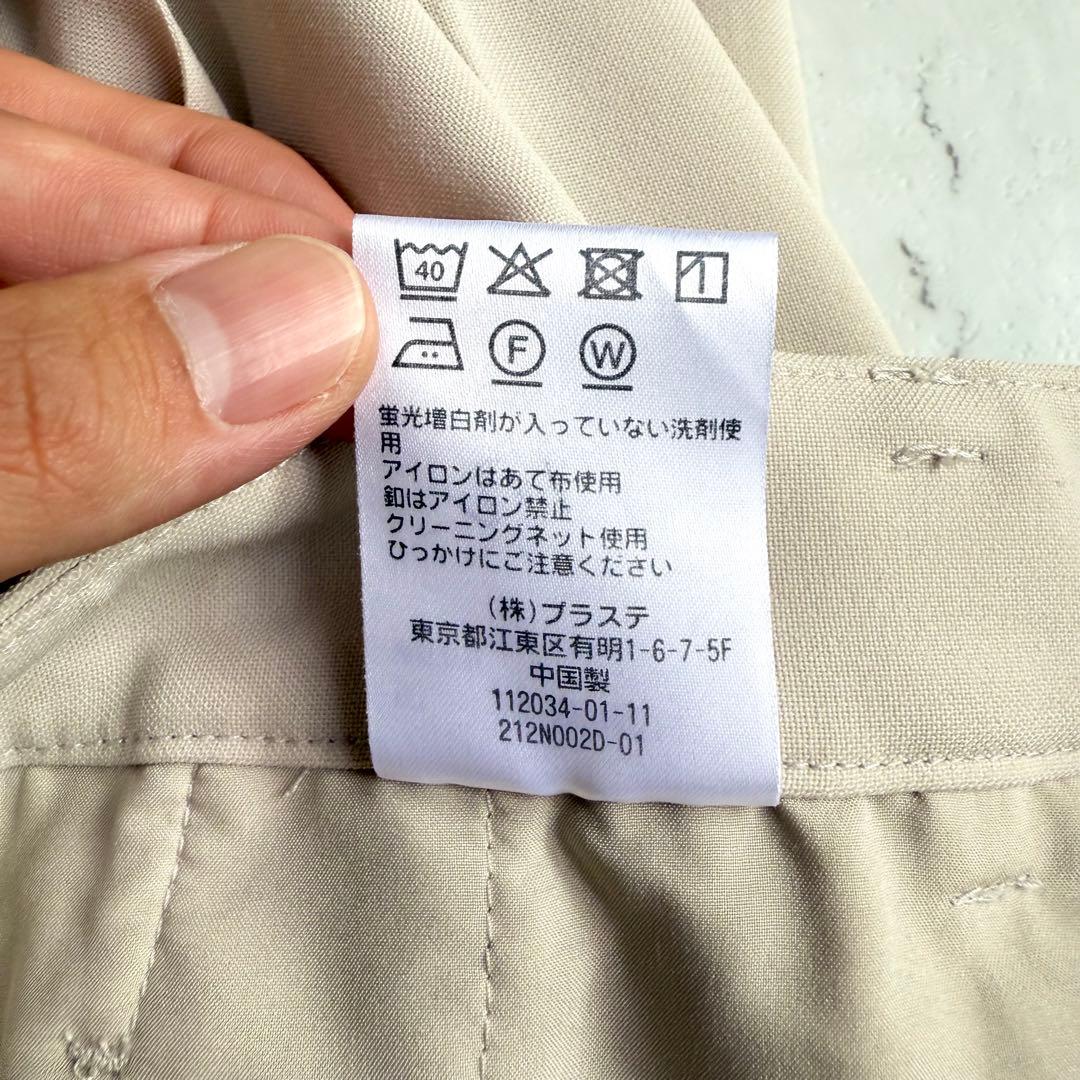 40
F
W
蛍光増白剤が入っていない洗剤使
用
アイロンはあて布使用
釦はアイロン禁止
クリーニングネット使用
ひっかけにご注意ください
(株)プラステ
東京都江東区有明1-6-7-5F
中国製
112034-01-11
212N002D-01